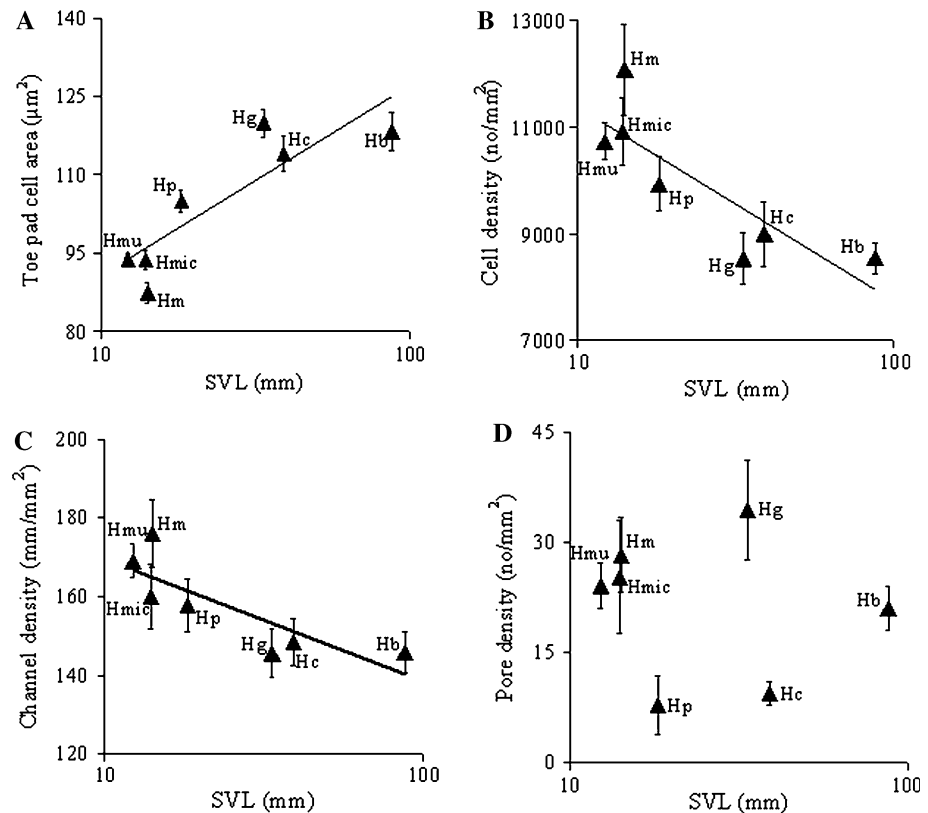 A
Toe pad cell area (µm²)
140
125
110
95
80
Hg
Hc
Hb
Hp
Hmu
Hmic
Hm
10
100
SVL (mm)
B
Cell density (no/mm²)
13000
11000
9000
7000
Hm
Hmic
Hmu
Hp
Hc
Hg
Hb
10
100
SVL (mm)
C
Channel density (mm/mm²)
200
180
160
140
120
Hmu
Hm
Hmic
Hp
Hg
Hc
Hb
10
100
SVL (mm)
D
Pore density (no/mm²)
45
30
15
0
Hg
Hmu
Hm
Hmic
Hb
Hp
Hc
10
100
SVL (mm)